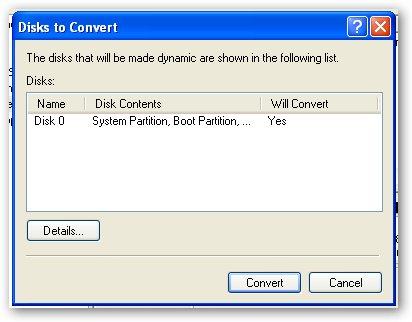 Disks to Convert
The disks that will be made dynamic are shown in the following list.
Disks:
Name Disk Contents Will Convert
Disk 0 System Partition, Boot Partition, ... Yes
Details...
Convert Cancel